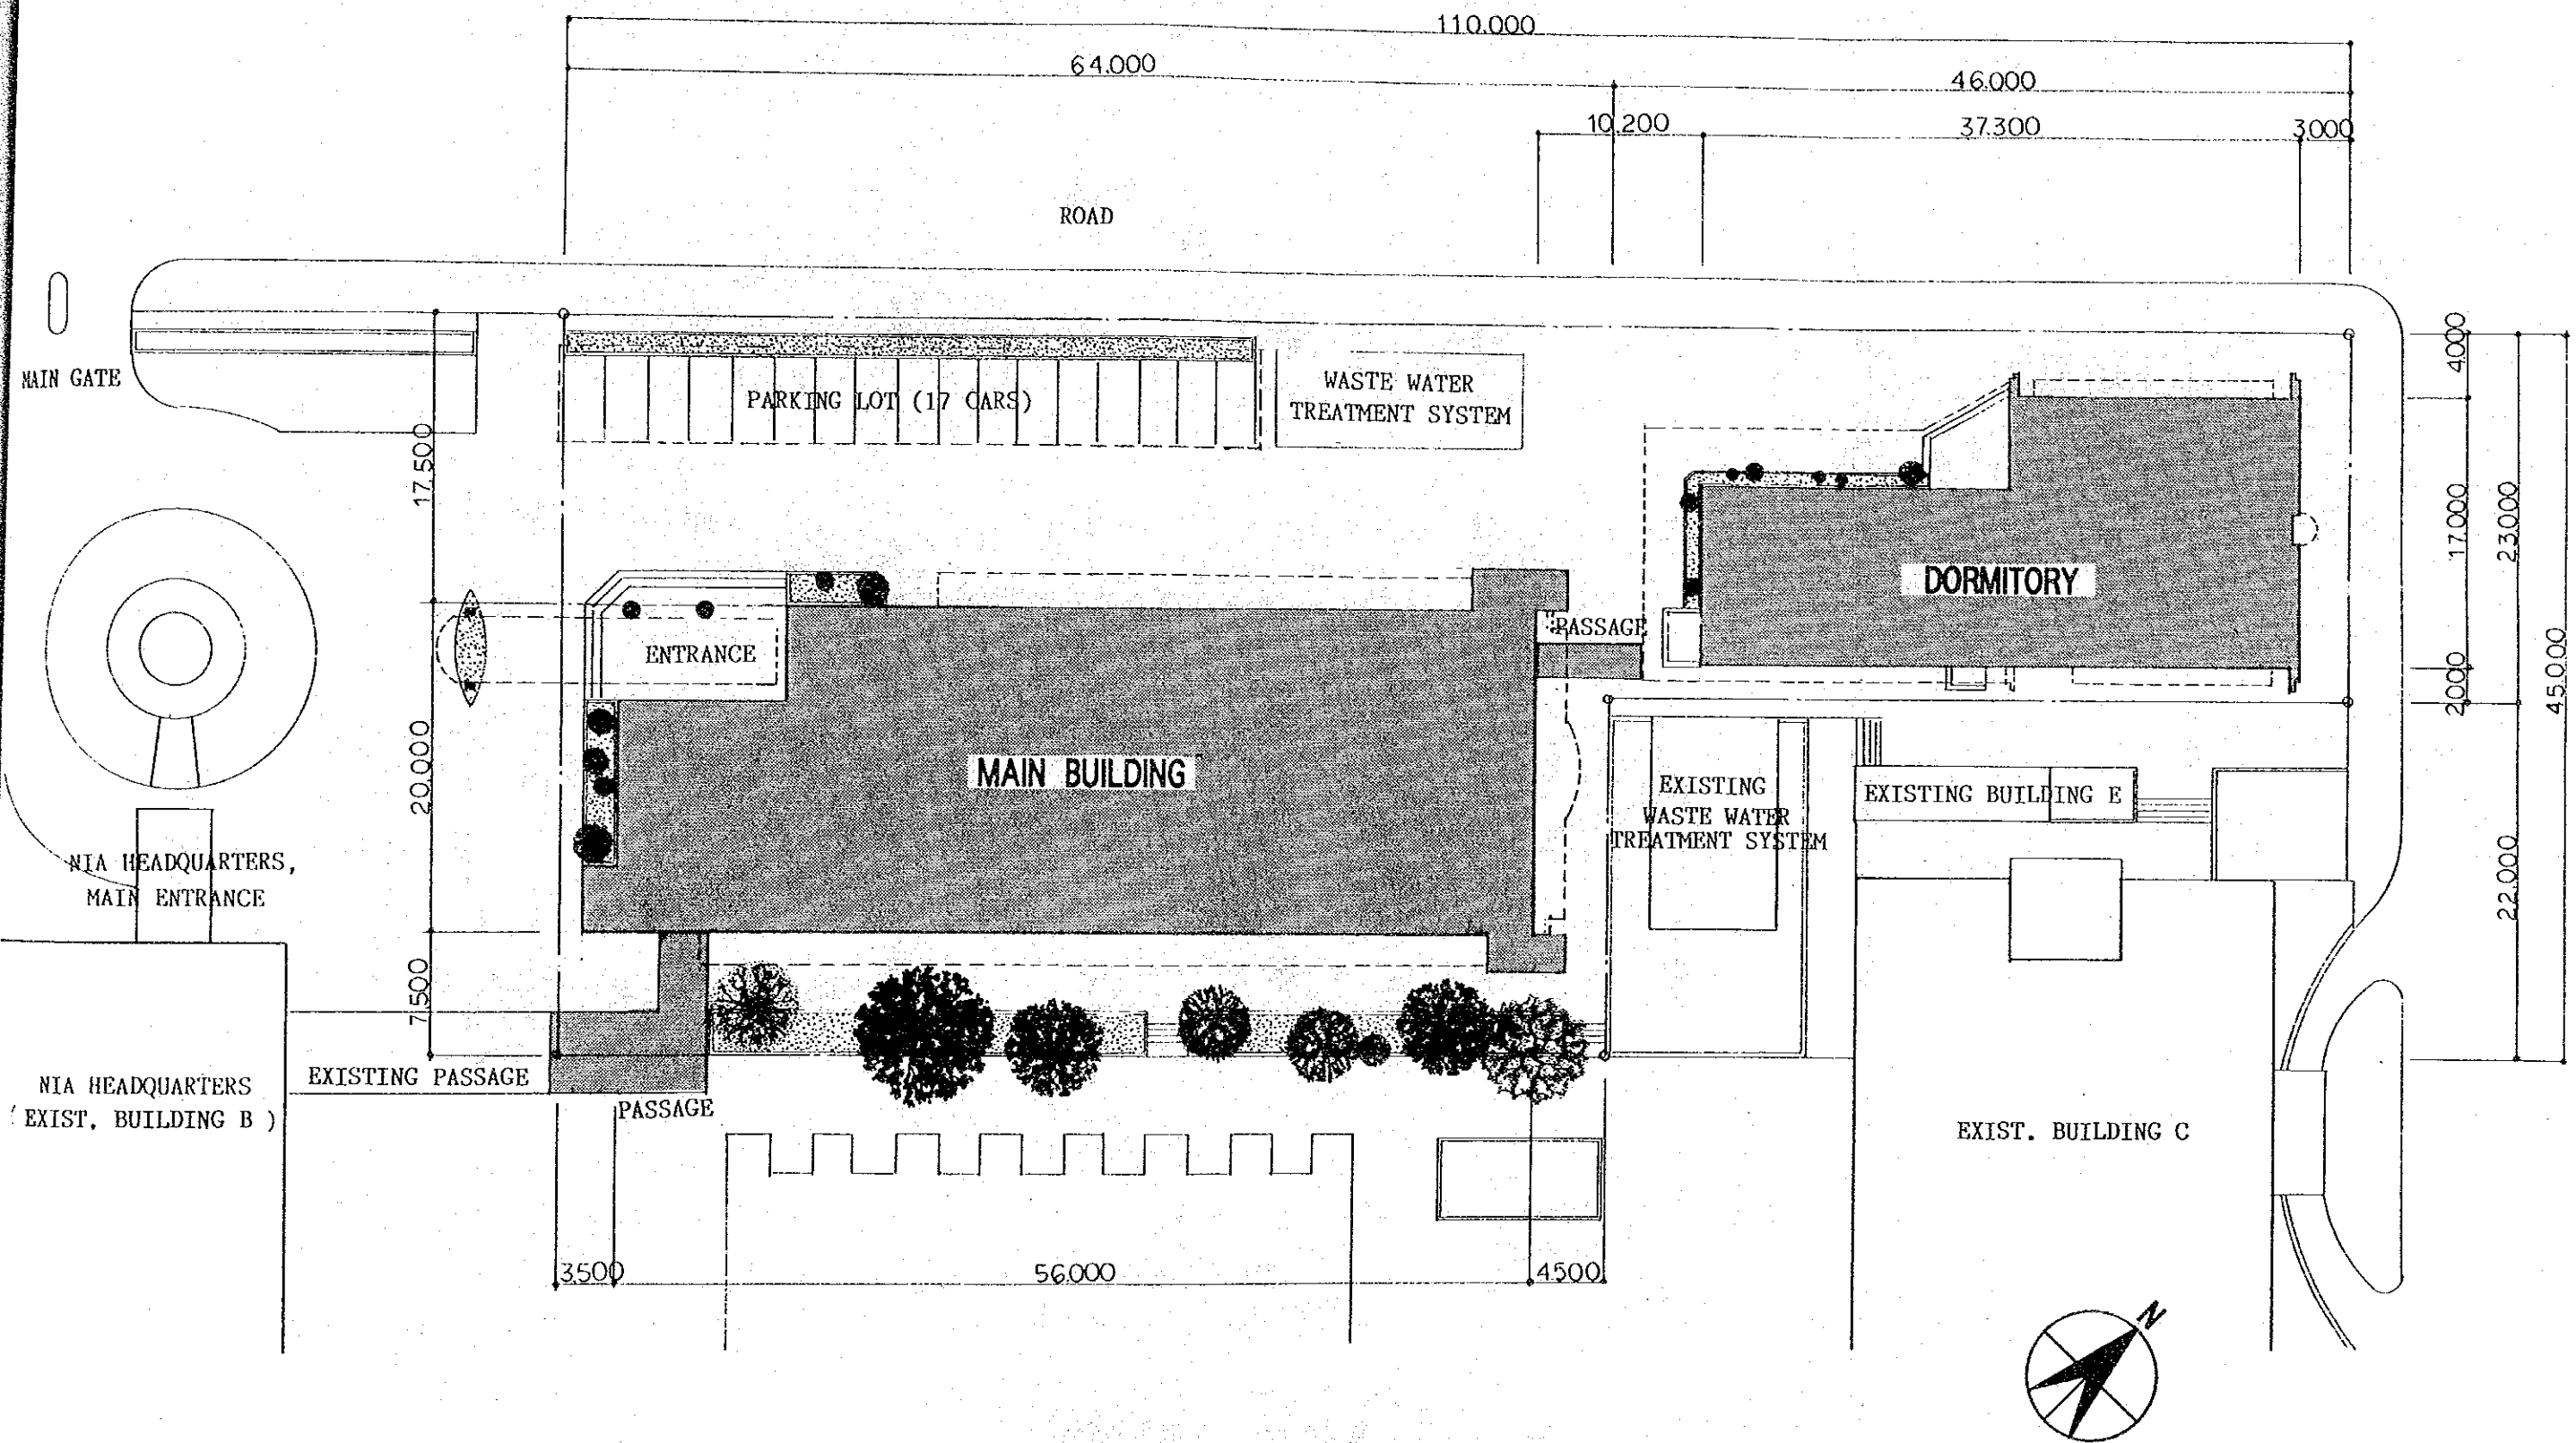 110.000
64.000
46.000
10.200
37.300
3.000
ROAD
MAIN GATE
PARKING LOT (17 CARS)
WASTE WATER
TREATMENT SYSTEM
4.000
17.500
17.000
23.000
DORMITORY
ENTRANCE
PASSAGE
45.000
2.000
20.000
MAIN BUILDING
EXISTING
WASTE WATER
TREATMENT SYSTEM
EXISTING BUILDING E
NIA HEADQUARTERS,
MAIN ENTRANCE
22.000
7.500
EXISTING PASSAGE
NIA HEADQUARTERS
( EXIST. BUILDING B )
PASSAGE
EXIST. BUILDING C
3.500
56.000
4.500
N